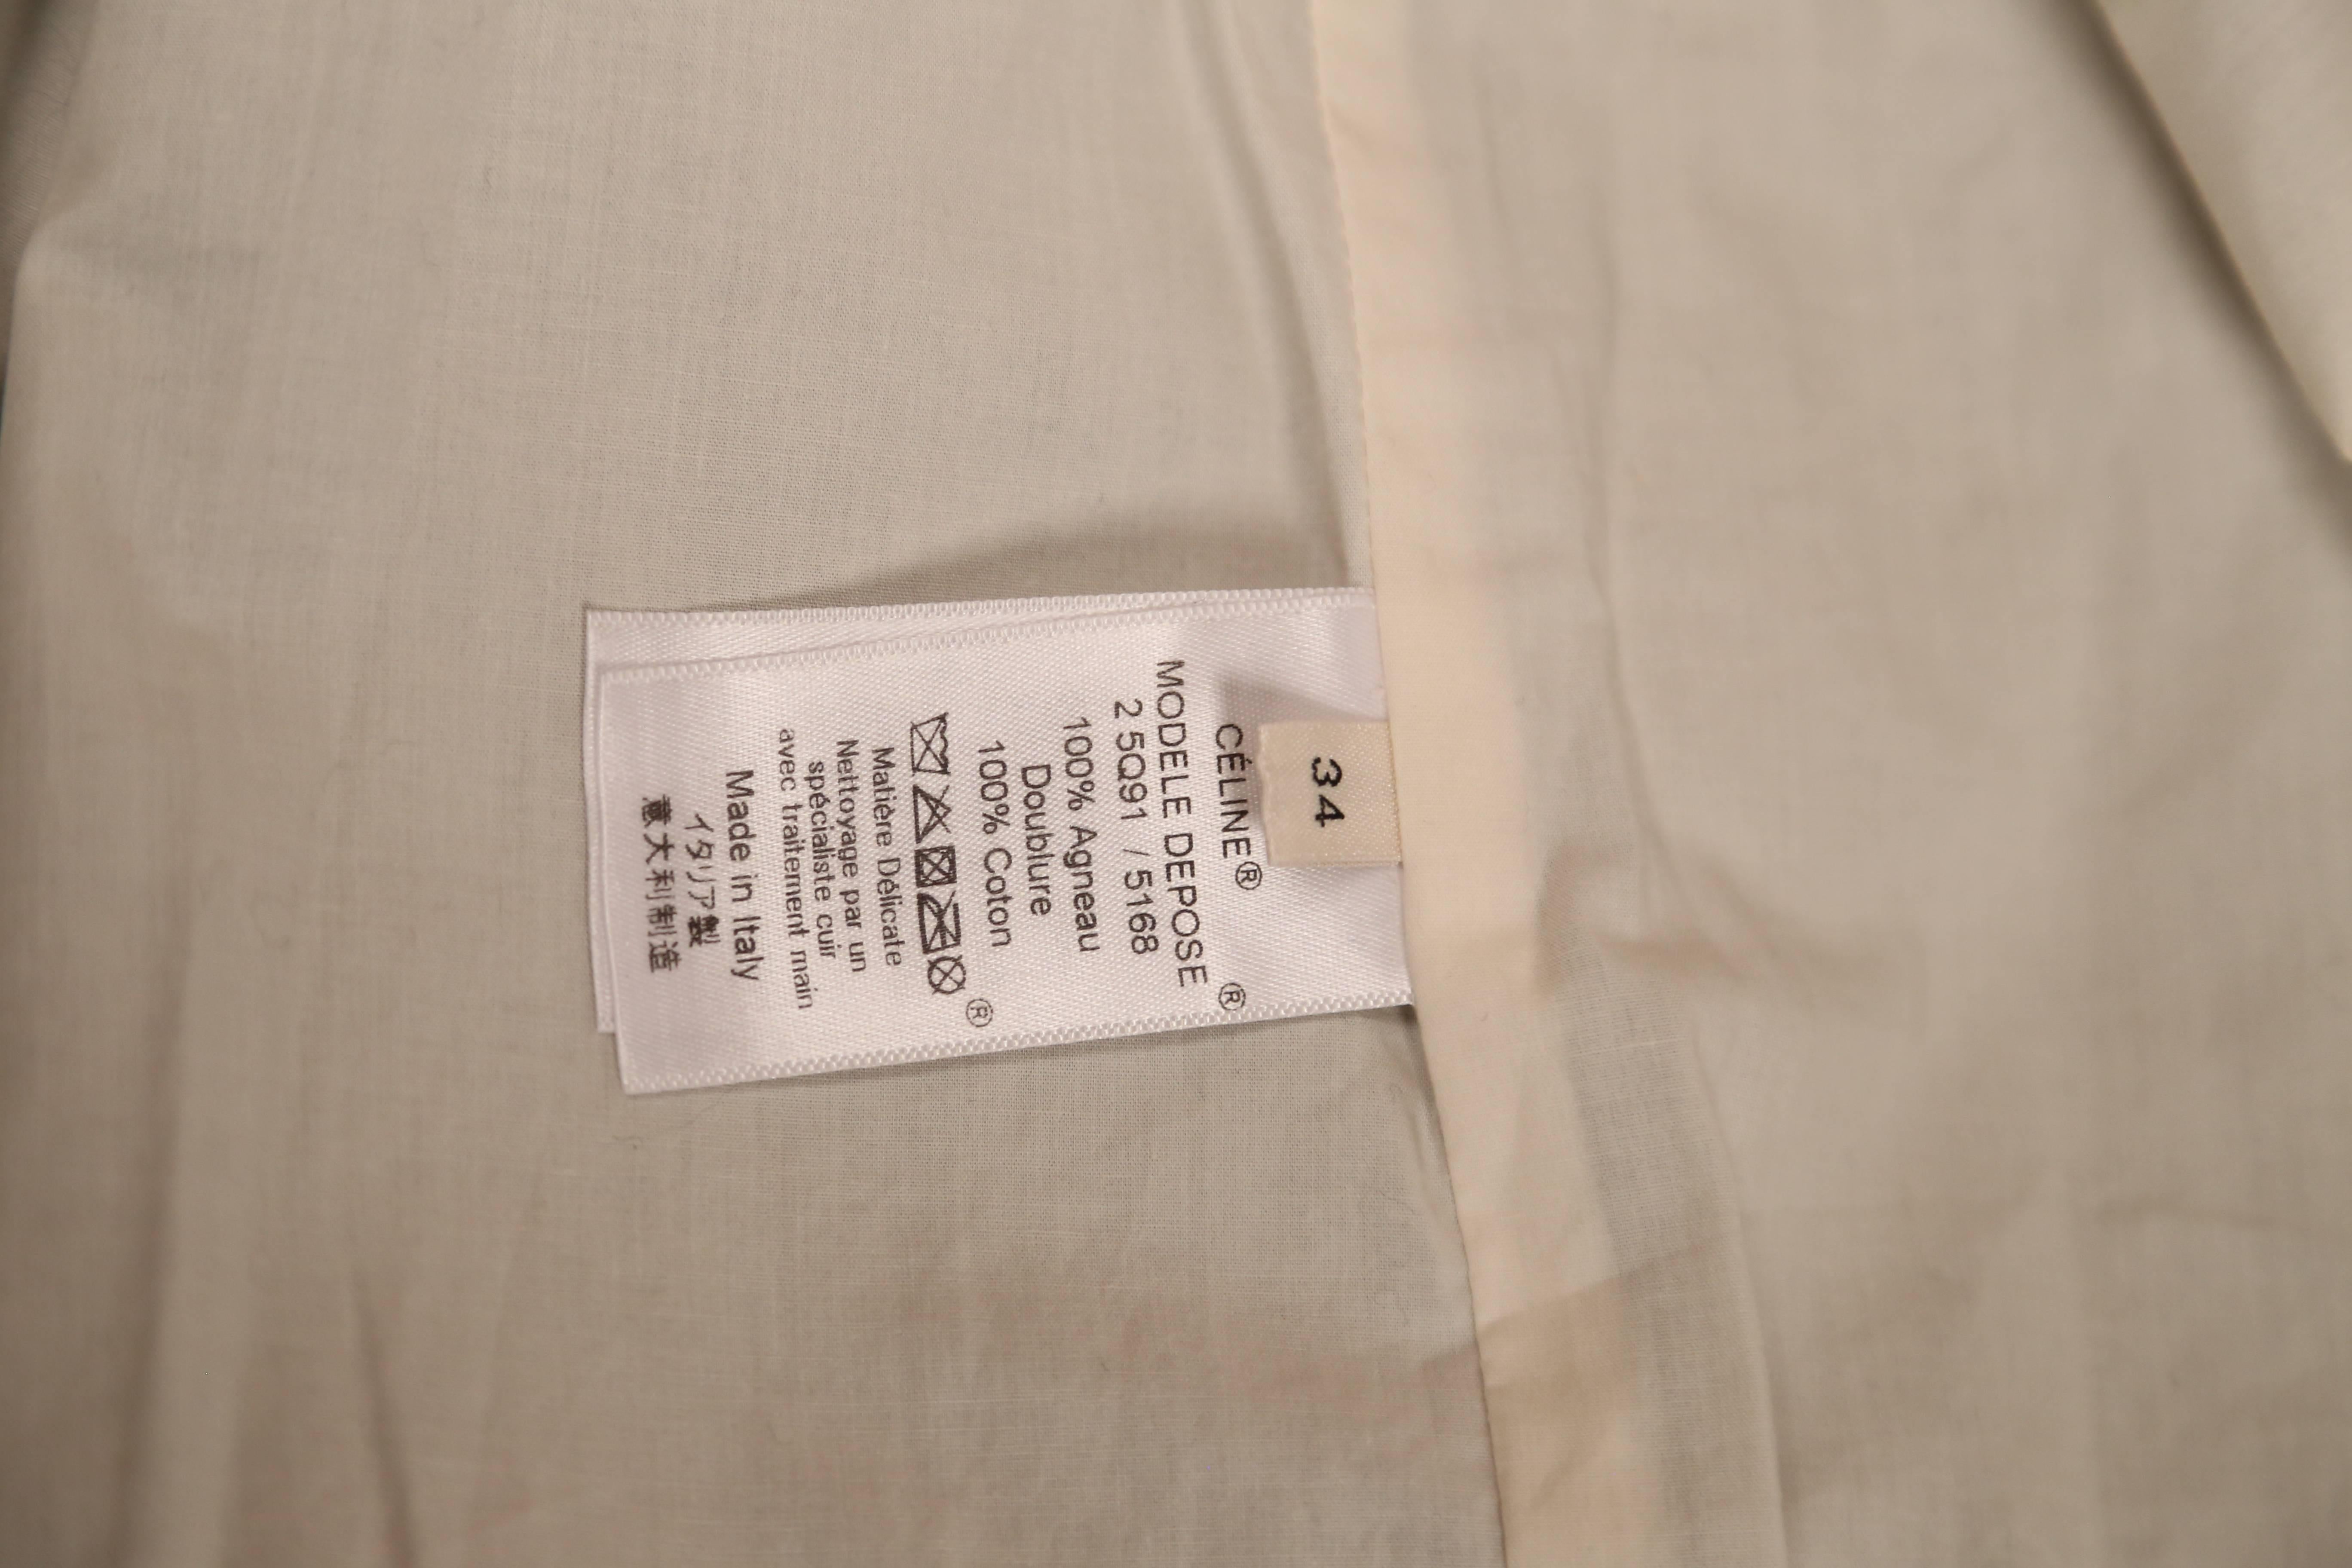 34
CÉLINE®
®
MODELE DEPOSE
2 5Q91 / 5168
100% Agneau
Doublure
100% Coton
®
Matière Délicate
Nettoyage par un
spécialiste cuir
avec traitement main
Made in Italy
イタリア製
意大利制造